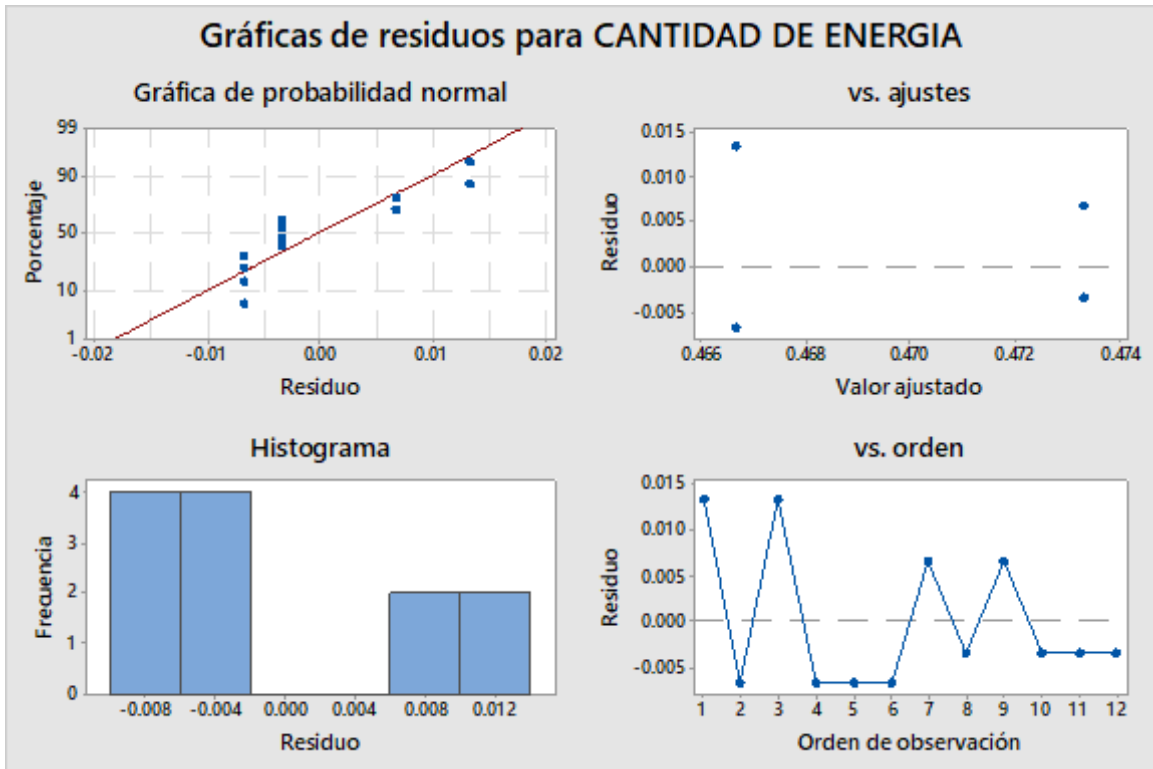 Gráficas de residuos para CANTIDAD DE ENERGIA
Gráfica de probabilidad normal
99
90
50
10
1
Porcentaje
-0.02 -0.01 0.00 0.01 0.02
Residuo
vs. ajustes
0.015
0.010
0.005
0.000
-0.005
Residuo
0.466 0.468 0.470 0.472 0.474
Valor ajustado
Histograma
4
3
2
1
0
Frecuencia
-0.008 -0.004 0.000 0.004 0.008 0.012
Residuo
vs. orden
0.015
0.010
0.005
0.000
-0.005
Residuo
1 2 3 4 5 6 7 8 9 10 11 12
Orden de observación